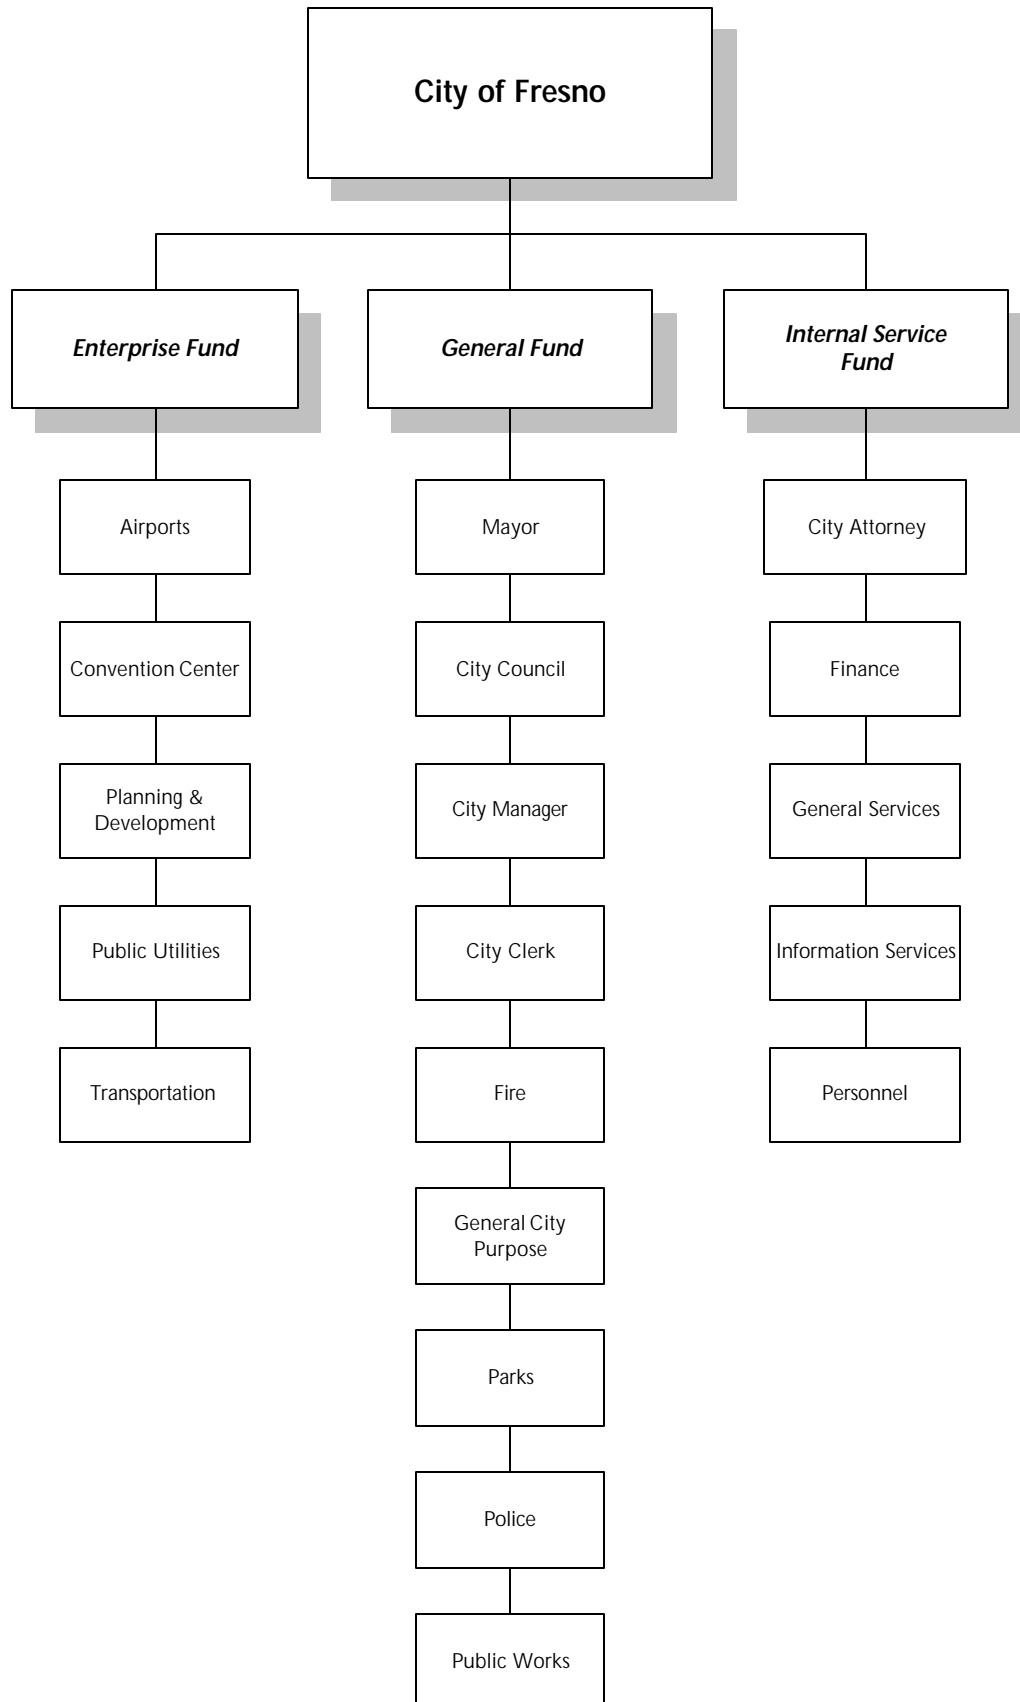 City of Fresno
Enterprise Fund
General Fund
Internal Service
Fund
Airports
Mayor
City Attorney
Convention Center
City Council
Finance
Planning &
Development
City Manager
General Services
Public Utilities
City Clerk
Information Services
Transportation
Fire
Personnel
General City
Purpose
Parks
Police
Public Works